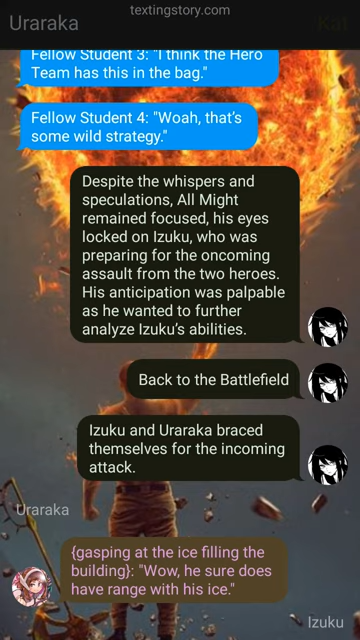 textingstory.com
Uraraka
Kai
Fellow Student 3: "I think the Hero
Team has this in the bag."
Fellow Student 4: "Woah, that's
some wild strategy."
Despite the whispers and
speculations, All Might
remained focused, his eyes
locked on Izuku, who was
preparing for the oncoming
assault from the two heroes.
His anticipation was palpable
as he wanted to further
analyze Izuku's abilities.
Back to the Battlefield
Izuku and Uraraka braced
themselves for the incoming
attack.
Uraraka
{gasping at the ice filling the
building}: "Wow, he sure does
have range with his ice."
Izuku